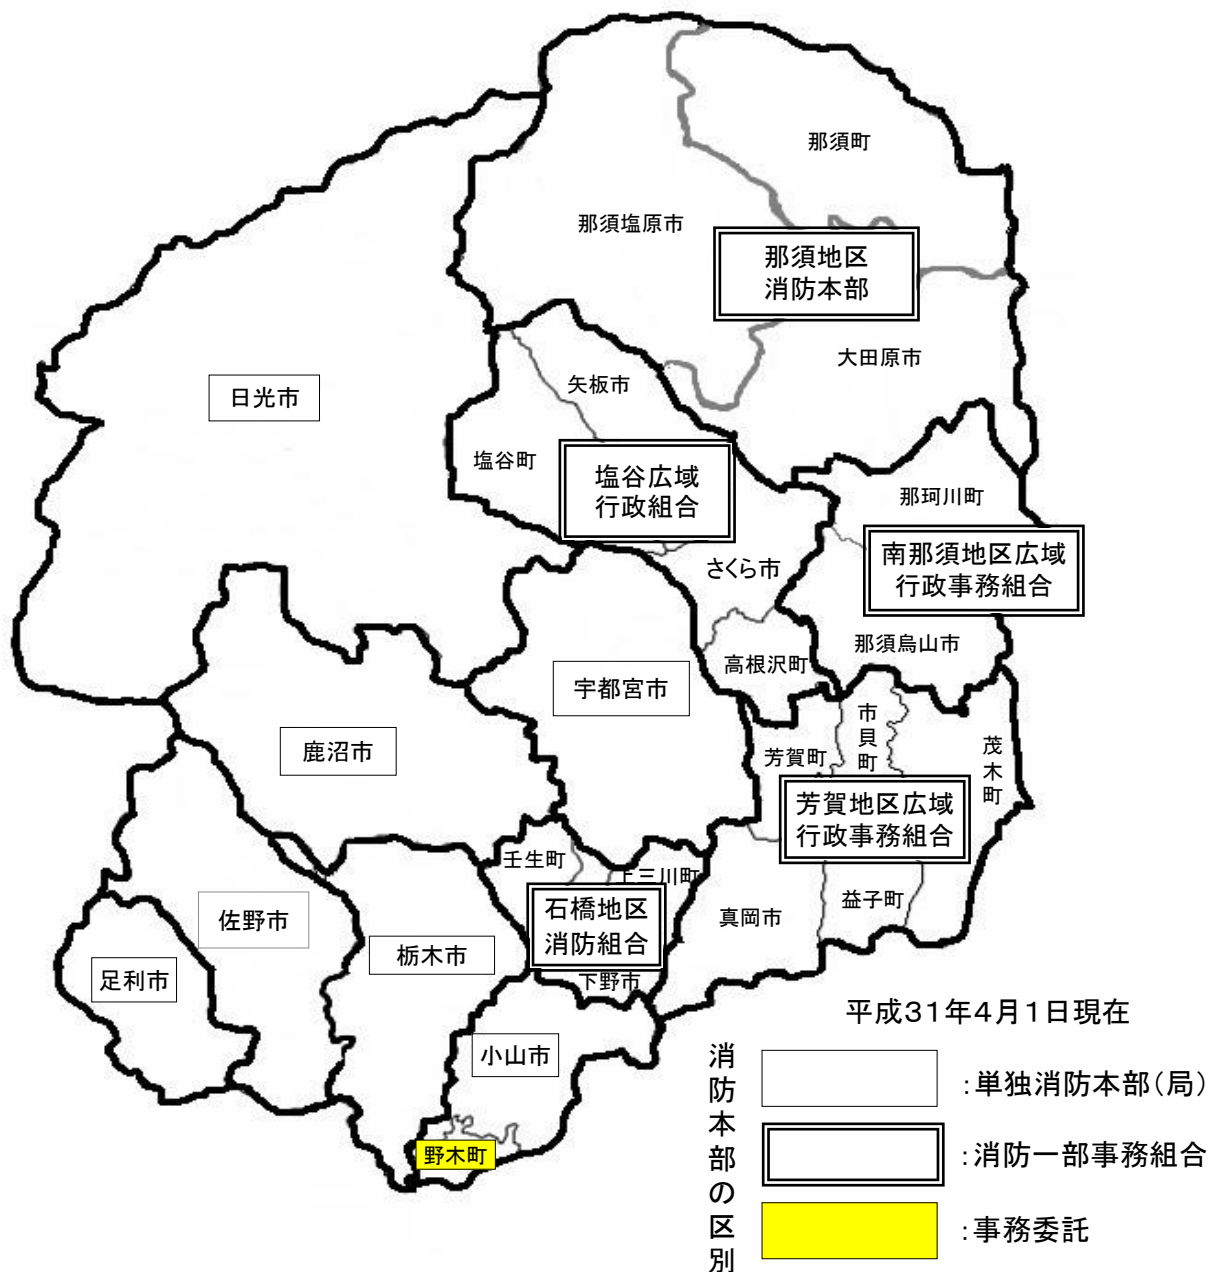 那須町
那須塩原市
那須地区
消防本部
大田原市
日光市
矢板市
塩谷町
塩谷広域
行政組合
那珂川町
南那須地区広域
行政事務組合
さくら市
那須烏山市
高根沢町
宇都宮市
鹿沼市
芳賀町
市貝町
茂木町
芳賀地区広域
行政事務組合
壬生町
上三川町
石橋地区
消防組合
下野市
真岡市
益子町
佐野市
栃木市
足利市
小山市
野木町
平成31年4月1日現在
消防本部の区別
：単独消防本部（局）
：消防一部事務組合
：事務委託